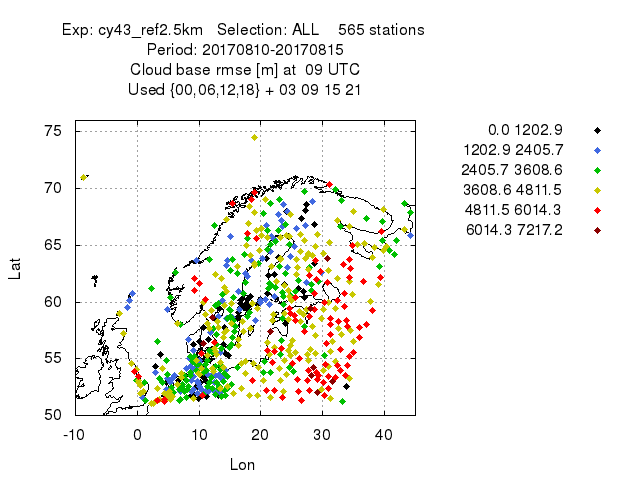 Exp: cy43_ref2.5km   Selection: ALL    565 stations
Period: 20170810-20170815
Cloud base rmse [m] at  09 UTC
Used {00,06,12,18} + 03 09 15 21
0.0 1202.9
1202.9 2405.7
2405.7 3608.6
3608.6 4811.5
4811.5 6014.3
6014.3 7217.2
75
70
65
60
55
50
Lat
-10 0 10 20 30 40
Lon